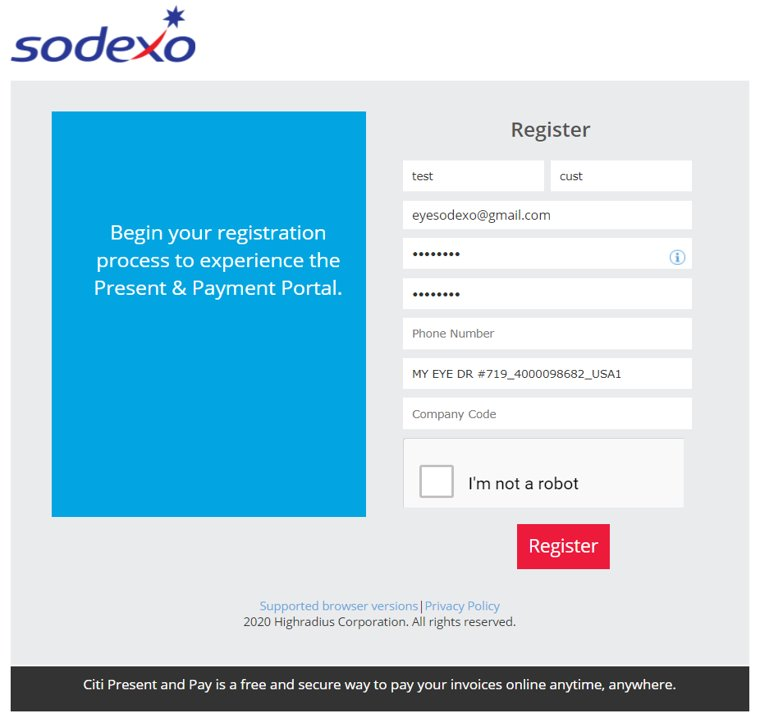 sodexo
Begin your registration
process to experience the
Present & Payment Portal.
Register
test
cust
eyesodexo@gmail.com
••••••••
••••••••
Phone Number
MY EYE DR #719_4000098682_USA1
Company Code
I'm not a robot
Register
Supported browser versions|Privacy Policy
2020 Highradius Corporation. All rights reserved.
Citi Present and Pay is a free and secure way to pay your invoices online anytime, anywhere.